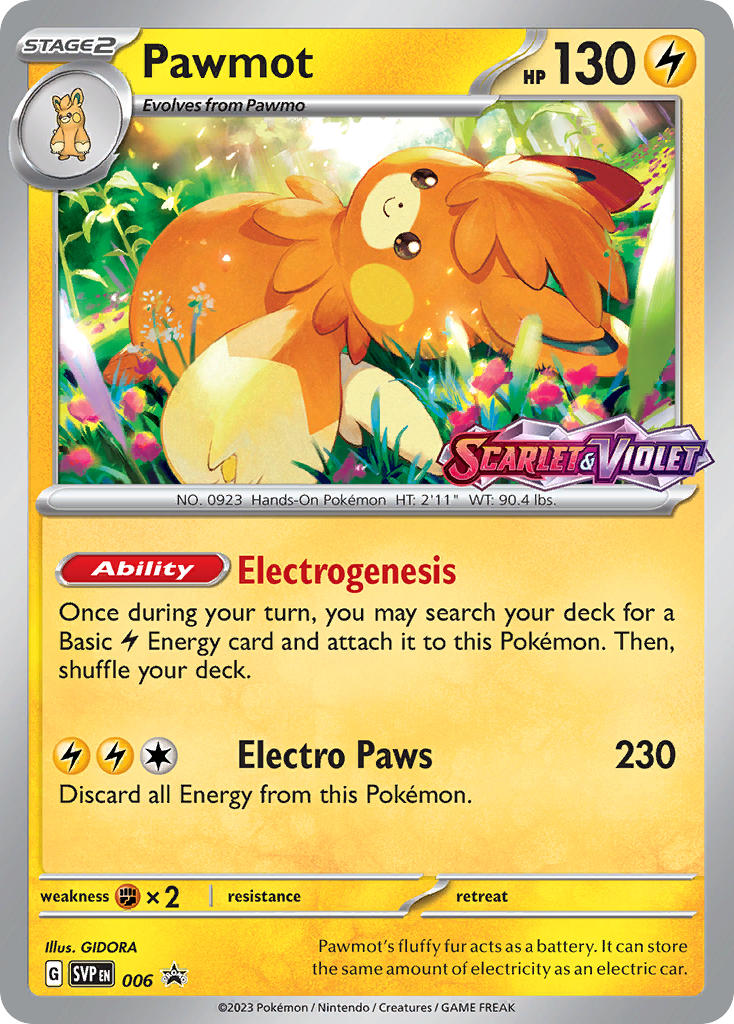 STAGE2
Pawmot
HP 130
Evolves from Pawmo
SCARLET & VIOLET
NO. 0923 Hands-On Pokémon HT: 2'11" WT: 90.4 lbs.
Ability Electrogenesis
Once during your turn, you may search your deck for a
Basic Energy card and attach it to this Pokémon. Then,
shuffle your deck.
Electro Paws 230
Discard all Energy from this Pokémon.
weakness ×2 resistance retreat
Illus. GIDORA
Pawmot's fluffy fur acts as a battery. It can store
the same amount of electricity as an electric car.
G SVP EN 006
©2023 Pokémon / Nintendo / Creatures / GAME FREAK